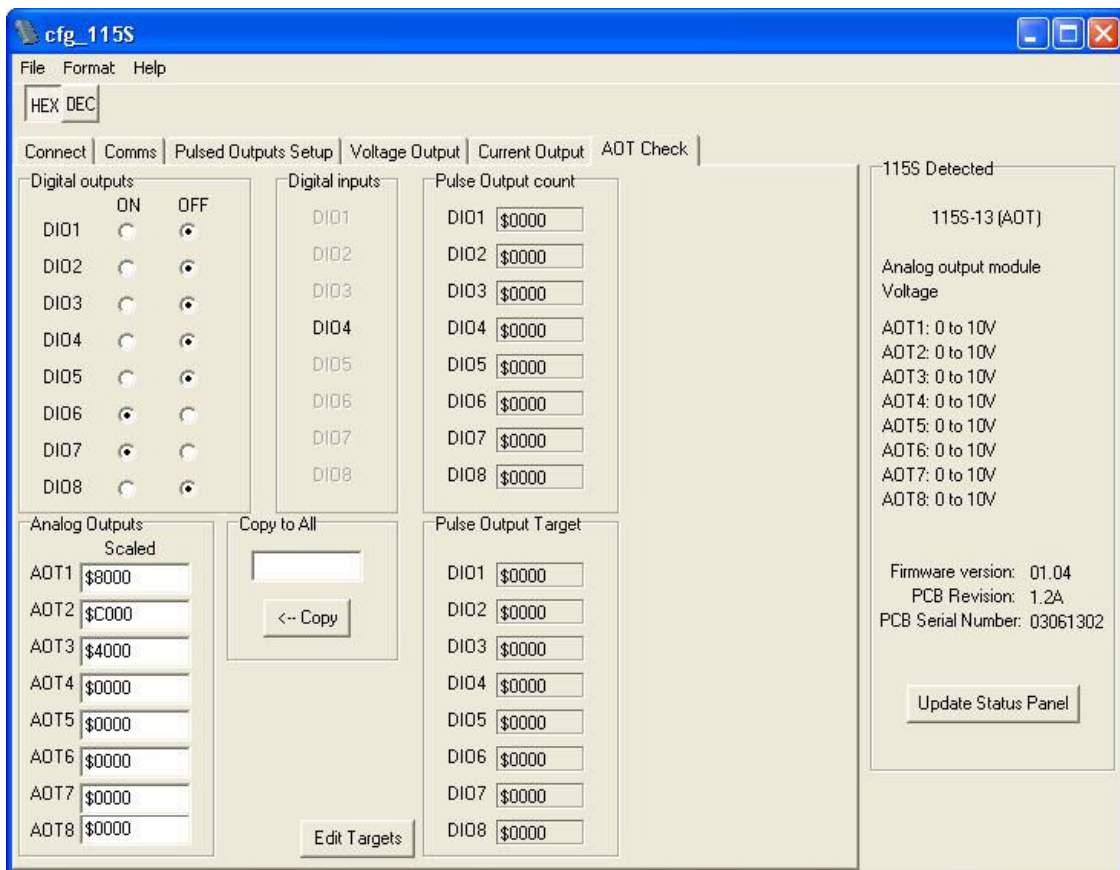 cfg_115S
File Format Help
HEX DEC
Connect Comms Pulsed Outputs Setup Voltage Output Current Output AOT Check
Digital outputs
ON OFF
DIO1
DIO2
DIO3
DIO4
DIO5
DIO6
DIO7
DIO8
Digital inputs
DIO1
DIO2
DIO3
DIO4
DIO5
DIO6
DIO7
DIO8
Pulse Output count
DIO1 $0000
DIO2 $0000
DIO3 $0000
DIO4 $0000
DIO5 $0000
DIO6 $0000
DIO7 $0000
DIO8 $0000
Analog Outputs
Scaled
AOT1 $8000
AOT2 $C000
AOT3 $4000
AOT4 $0000
AOT5 $0000
AOT6 $0000
AOT7 $0000
AOT8 $0000
Copy to All
<-- Copy
Edit Targets
Pulse Output Target
DIO1 $0000
DIO2 $0000
DIO3 $0000
DIO4 $0000
DIO5 $0000
DIO6 $0000
DIO7 $0000
DIO8 $0000
115S Detected
115S-13 (AOT)
Analog output module
Voltage
AOT1: 0 to 10V
AOT2: 0 to 10V
AOT3: 0 to 10V
AOT4: 0 to 10V
AOT5: 0 to 10V
AOT6: 0 to 10V
AOT7: 0 to 10V
AOT8: 0 to 10V
Firmware version: 01.04
PCB Revision: 1.2A
PCB Serial Number: 03061302
Update Status Panel